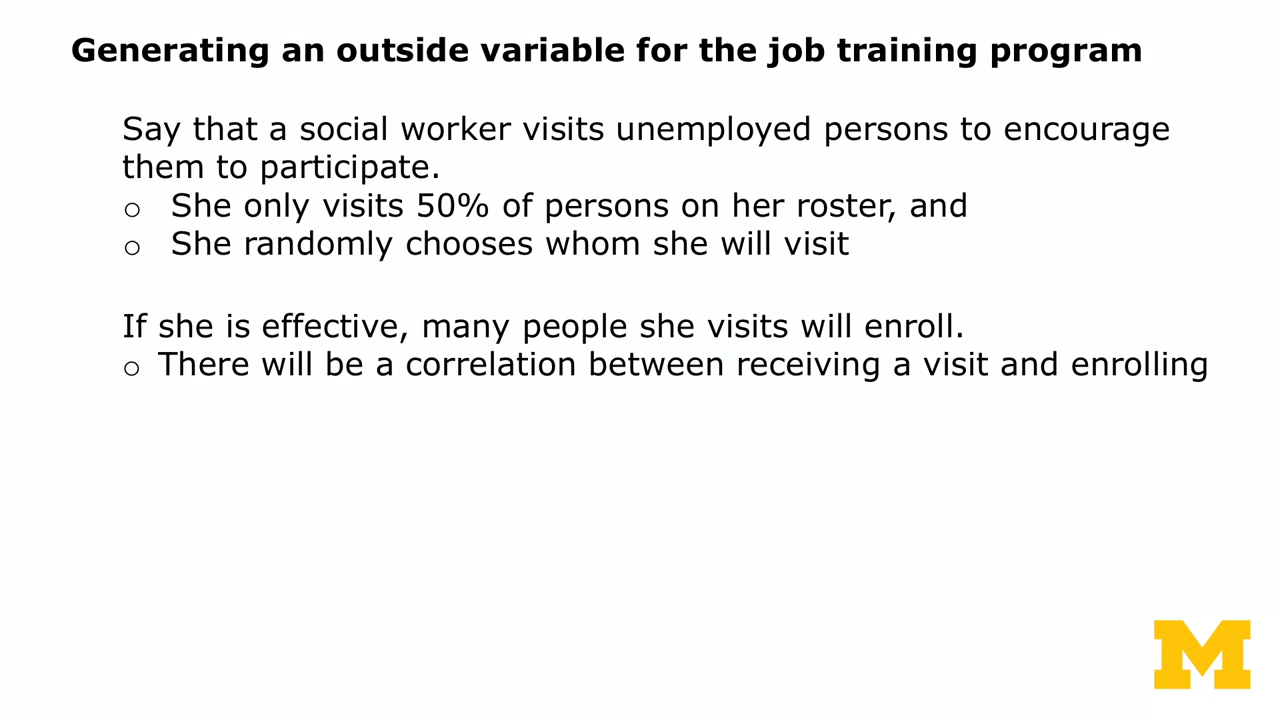 Generating an outside variable for the job training program
Say that a social worker visits unemployed persons to encourage
them to participate.
o She only visits 50% of persons on her roster, and
o She randomly chooses whom she will visit
If she is effective, many people she visits will enroll.
o There will be a correlation between receiving a visit and enrolling
M